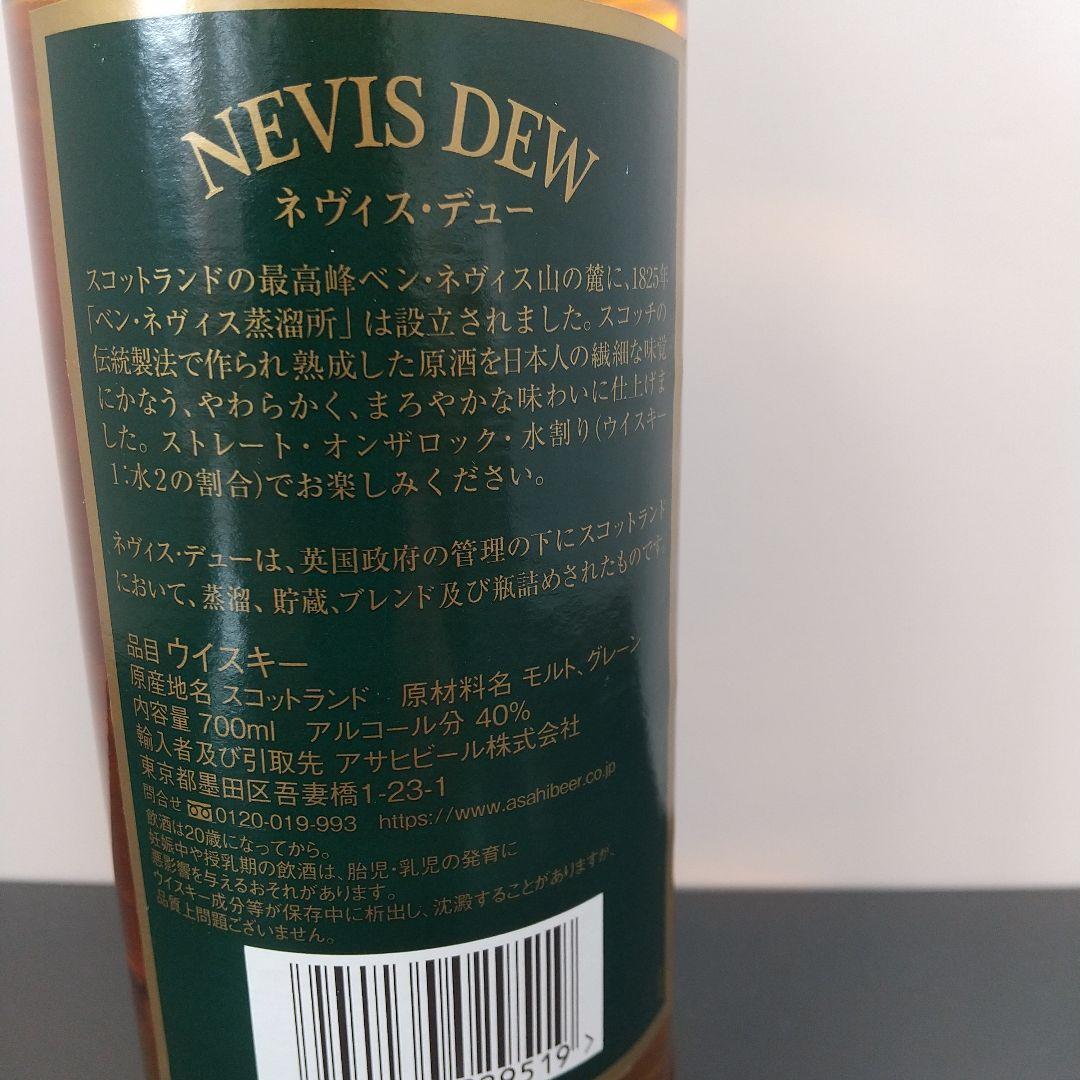 NEVIS DEW
ネヴィス・デュー
スコットランドの最高峰ベン・ネヴィス山の麓に、1825年
「ベン・ネヴィス蒸溜所」は設立されました。スコッチの
伝統製法で作られ熟成した原酒を日本人の繊細な味覚
にかなう、やわらかく、まろやかな味わいに仕上げま
した。ストレート・オンザロック・水割り(ウイスキー
1:水2の割合)でお楽しみください。
ネヴィス・デューは、英国政府の管理の下にスコットランド
において、蒸溜、貯蔵、ブレンド及び瓶詰めされたものです。
品目 ウイスキー
原産地名 スコットランド 原材料名 モルト、グレーン
内容量 700ml アルコール分 40%
輸入者及び引取先 アサヒビール株式会社
東京都墨田区吾妻橋1-23-1
問合せ 0120-019-993 https://www.asahibeer.co.jp
飲酒は20歳になってから。
妊娠中や授乳期の飲酒は、胎児・乳児の発育に
悪影響を与えるおそれがあります。
ウイスキー成分等が保存中に析出し、沈澱することがありますが、
品質上問題ございません。
9519 >